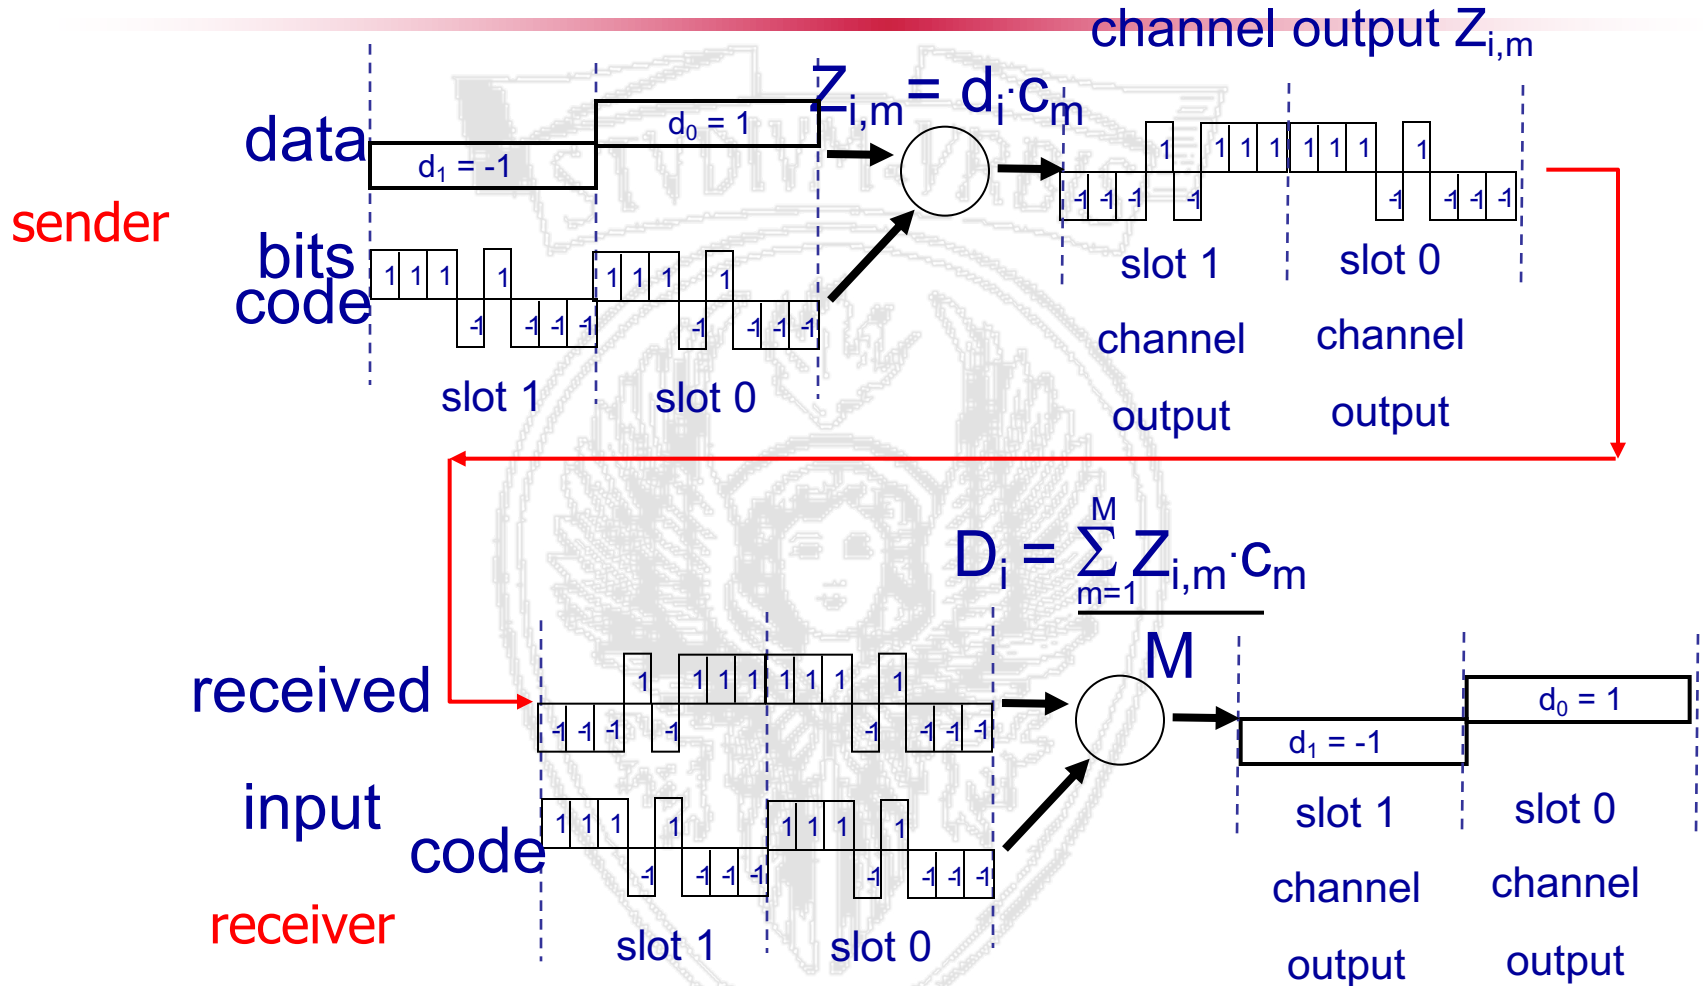 channel output Z_{i,m}
Z_{i,m} = d_i·c_m
data
bits
d_0 = 1
d_1 = -1
sender
code
1 1 1 -1 1 -1 -1 -1
1 1 1 -1 1 -1 -1 -1
slot 1
slot 0
-1 -1 -1 1 -1 1 1 1
1 1 1 -1 1 -1 -1 -1
slot 1
channel
output
slot 0
channel
output
D_i = Σ_{m=1}^{M} Z_{i,m}·c_m
M
received
input
-1 -1 -1 1 -1 1 1 1
1 1 1 -1 1 -1 -1 -1
code
1 1 1 -1 1 -1 -1 -1
1 1 1 -1 1 -1 -1 -1
receiver
slot 1
slot 0
d_0 = 1
d_1 = -1
slot 1
channel
output
slot 0
channel
output